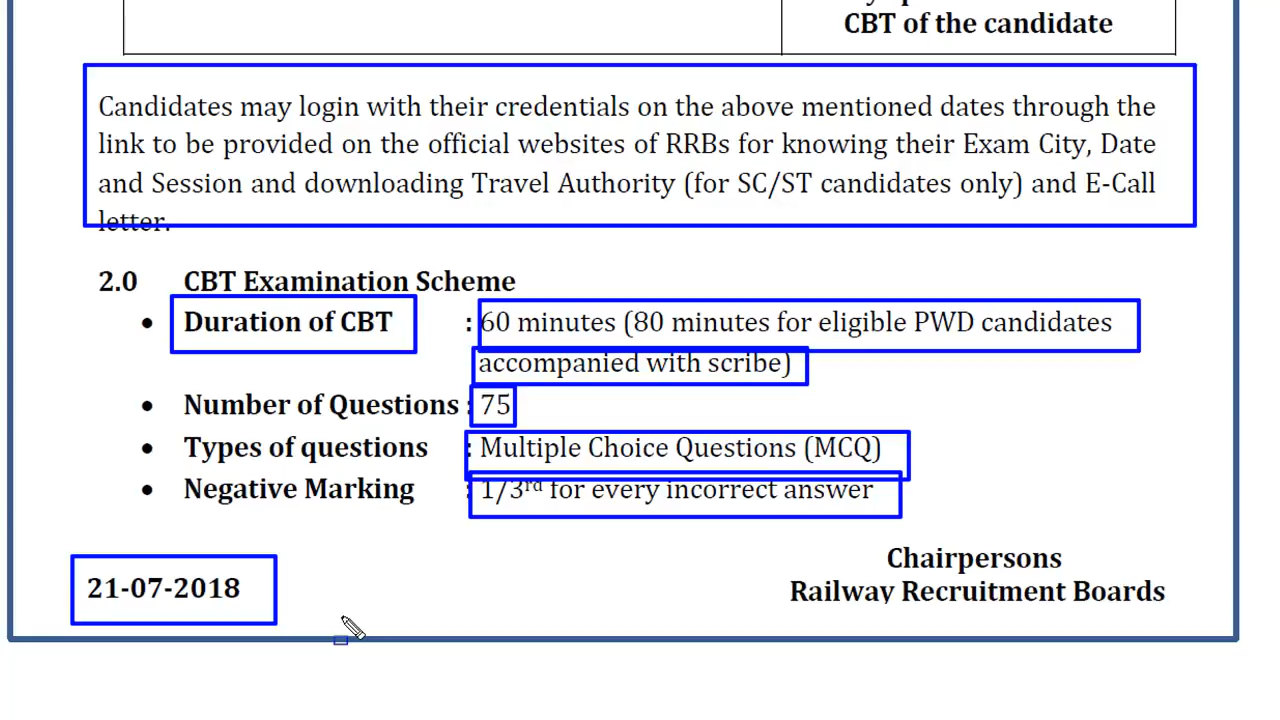 CBT of the candidate
Candidates may login with their credentials on the above mentioned dates through the
link to be provided on the official websites of RRBs for knowing their Exam City, Date
and Session and downloading Travel Authority (for SC/ST candidates only) and E-Call
letter.
2.0 CBT Examination Scheme
• Duration of CBT : 60 minutes (80 minutes for eligible PWD candidates
accompanied with scribe)
• Number of Questions : 75
• Types of questions : Multiple Choice Questions (MCQ)
• Negative Marking : 1/3rd for every incorrect answer
Chairpersons
21-07-2018 Railway Recruitment Boards